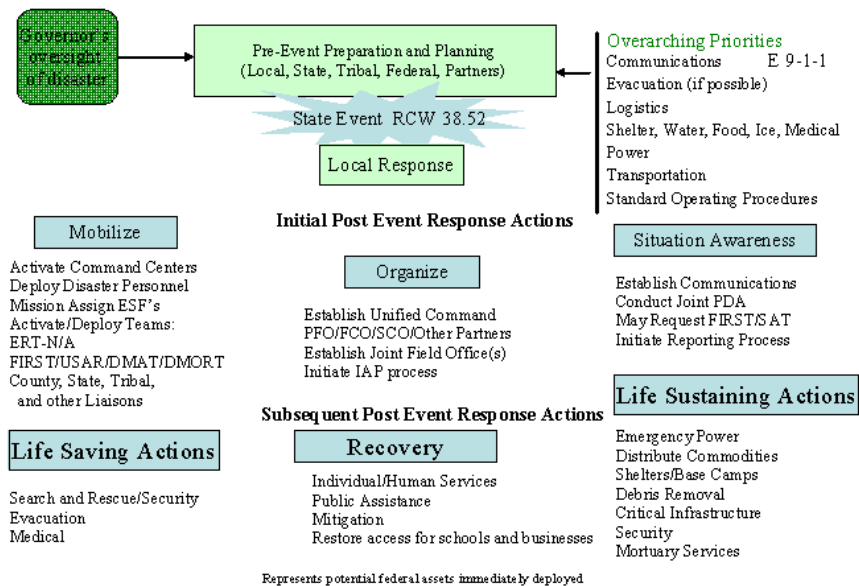 Governor's
oversight
of disaster
Pre-Event Preparation and Planning
(Local, State, Tribal, Federal, Partners)
Overarching Priorities
Communications E 9-1-1
Evacuation (if possible)
Logistics
Shelter, Water, Food, Ice, Medical
Power
Transportation
Standard Operating Procedures
State Event RCW 38.52
Local Response
Initial Post Event Response Actions
Mobilize
Activate Command Centers
Deploy Disaster Personnel
Mission Assign ESF's
Activate/Deploy Teams:
ERT-N/A
FIRST/USAR/DMAT/DMORT
County, State, Tribal,
and other Liaisons
Organize
Establish Unified Command
PFO/FCO/SCO/Other Partners
Establish Joint Field Office(s)
Initiate IAP process
Situation Awareness
Establish Communications
Conduct Joint PDA
May Request FIRST/SAT
Initiate Reporting Process
Subsequent Post Event Response Actions
Life Saving Actions
Search and Rescue/Security
Evacuation
Medical
Recovery
Individual/Human Services
Public Assistance
Mitigation
Restore access for schools and businesses
Life Sustaining Actions
Emergency Power
Distribute Commodities
Shelters/Base Camps
Debris Removal
Critical Infrastructure
Security
Mortuary Services
Represents potential federal assets immediately deployed